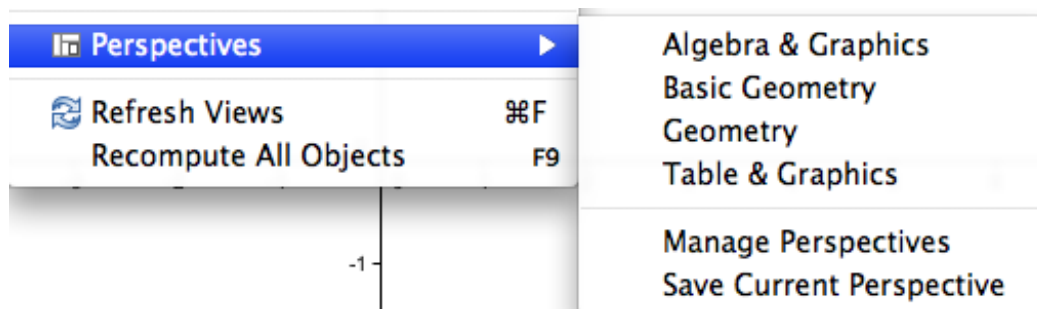 Perspectives
Refresh Views ⌘F
Recompute All Objects F9
-1
Algebra & Graphics
Basic Geometry
Geometry
Table & Graphics
Manage Perspectives
Save Current Perspective